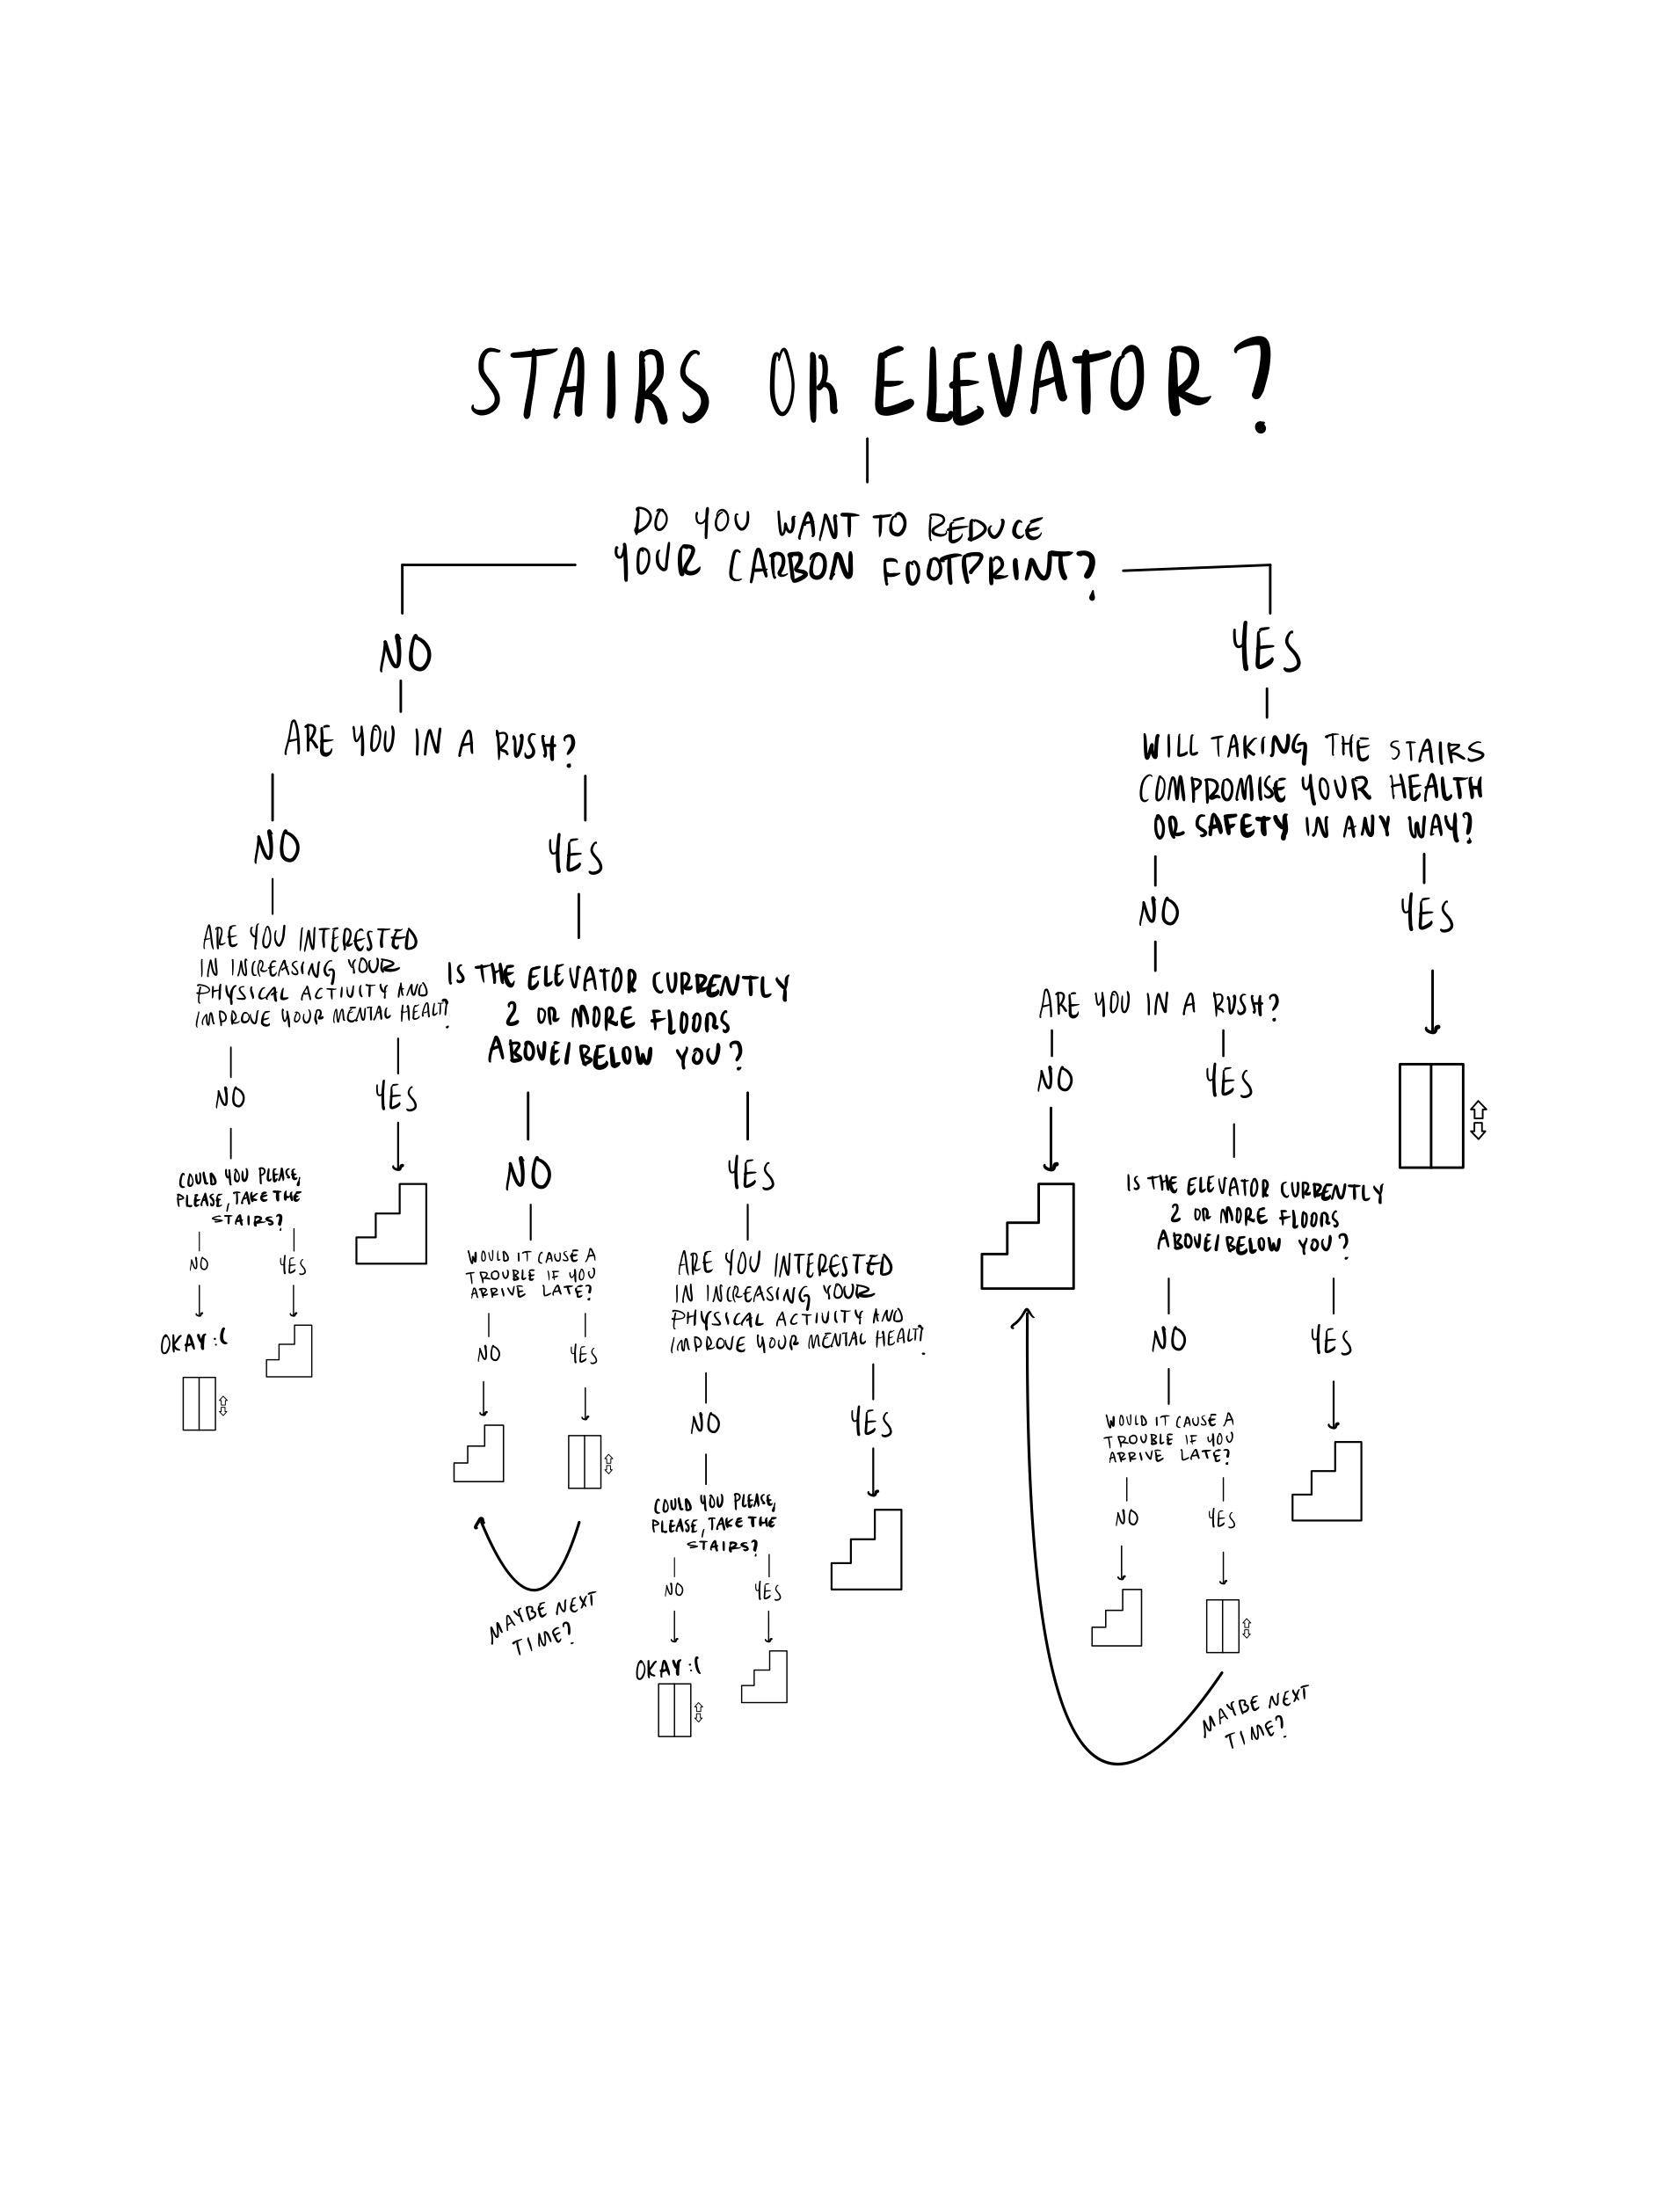 STAIRS OR ELEVATOR?
DO YOU WANT TO REDUCE
YOUR CARBON FOOTPRINT?
NO
ARE YOU IN A RUSH?
NO
ARE YOU INTERESTED
IN INCREASING YOUR
PHYSICAL ACTIVITY AND
IMPROVE YOUR MENTAL HEALTH?
NO
COULD YOU PLEASE,
PLEASE, TAKE THE
STAIRS?
NO
OKAY :(
YES
YES
YES
IS THE ELEVATOR CURRENTLY
2 OR MORE FLOORS
ABOVE/BELOW YOU?
NO
WOULD IT CAUSE A
TROUBLE IF YOU
ARRIVE LATE?
NO
YES
MAYBE NEXT
TIME?
YES
ARE YOU INTERESTED
IN INCREASING YOUR
PHYSICAL ACTIVITY AND
IMPROVE YOUR MENTAL HEALTH?
NO
COULD YOU PLEASE,
PLEASE, TAKE THE
STAIRS?
NO
OKAY :(
YES
YES
YES
WILL TAKING THE STAIRS
COMPROMISE YOUR HEALTH
OR SAFETY IN ANY WAY?
NO
ARE YOU IN A RUSH?
NO
YES
IS THE ELEVATOR CURRENTLY
2 OR MORE FLOORS
ABOVE/BELOW YOU?
NO
WOULD IT CAUSE A
TROUBLE IF YOU
ARRIVE LATE?
NO
YES
MAYBE NEXT
TIME?
YES
YES